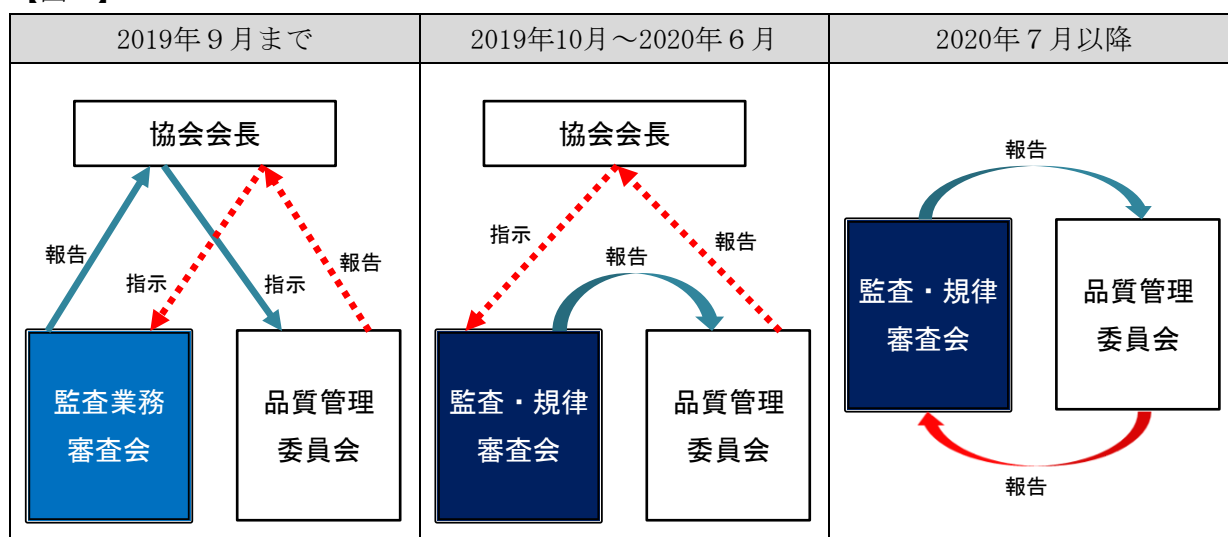 2019年９月まで
協会会長
報告
指示
指示
報告
監査業務
審査会
品質管理
委員会
2019年10月～2020年６月
協会会長
指示
報告
報告
監査・規律
審査会
品質管理
委員会
2020年７月以降
報告
監査・規律
審査会
品質管理
委員会
報告